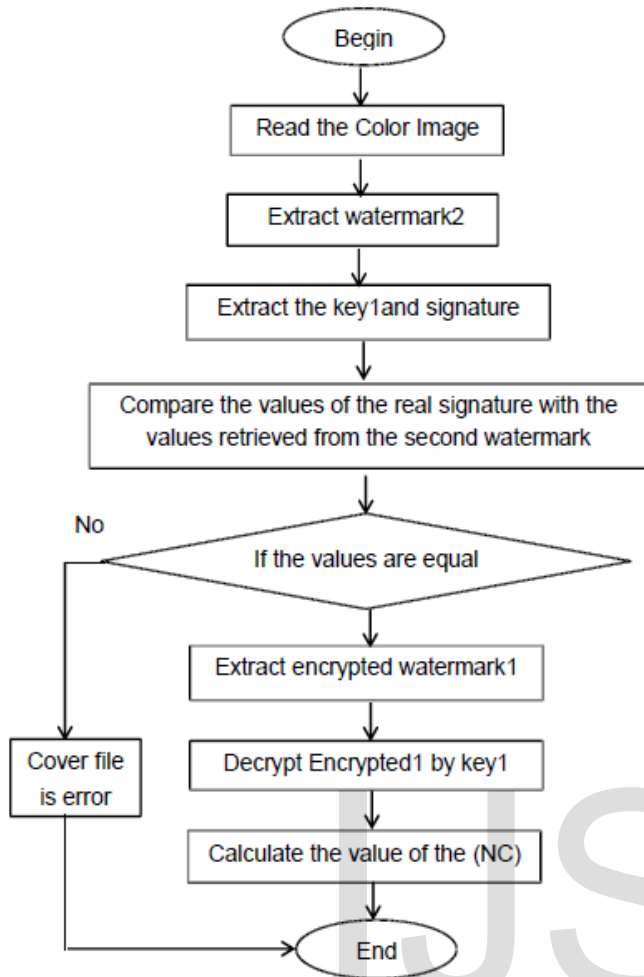 Begin
Read the Color Image
Extract watermark2
Extract the key1and signature
Compare the values of the real signature with the
values retrieved from the second watermark
No
If the values are equal
Extract encrypted watermark1
Cover file
is error
Decrypt Encrypted1 by key1
Calculate the value of the (NC)
End
IJS